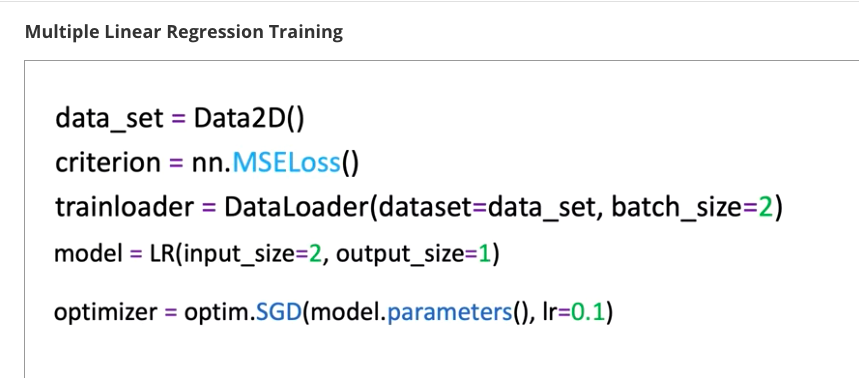 Multiple Linear Regression Training
data_set = Data2D()
criterion = nn.MSELoss()
trainloader = DataLoader(dataset=data_set, batch_size=2)
model = LR(input_size=2, output_size=1)
optimizer = optim.SGD(model.parameters(), lr=0.1)